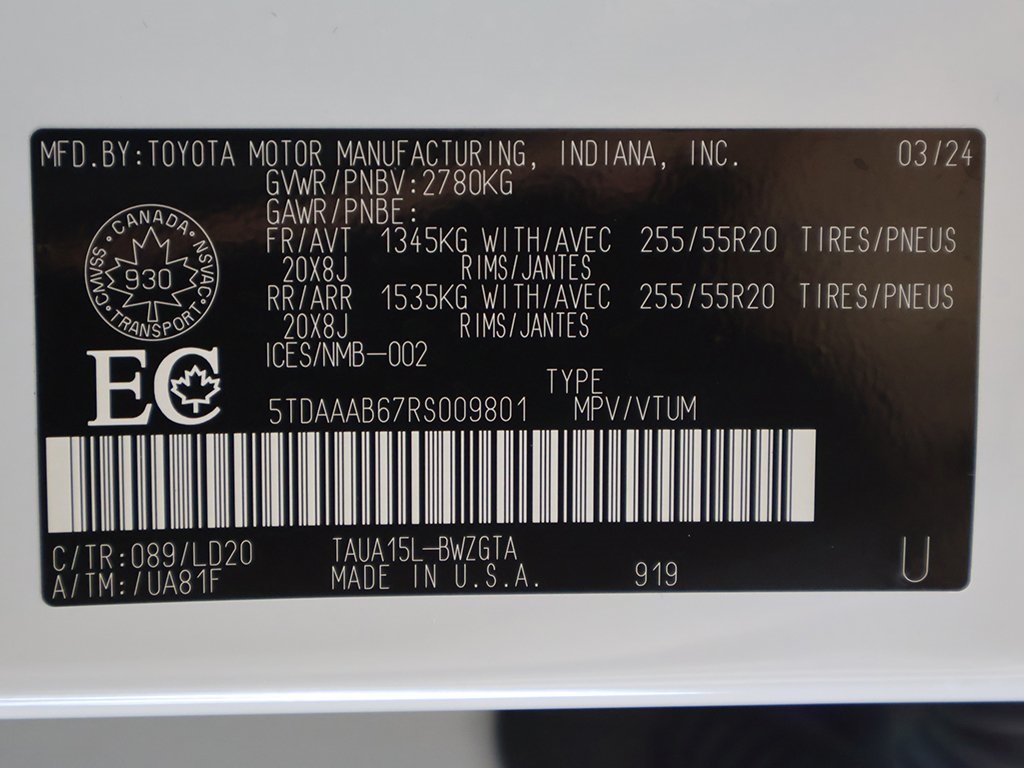 MFD.BY:TOYOTA MOTOR MANUFACTURING, INDIANA, INC. 03/24
GVWR/PNBV:2780KG
GAWR/PNBE:
FR/AVT 1345KG WITH/AVEC 255/55R20 TIRES/PNEUS
20X8J RIMS/JANTES
RR/ARR 1535KG WITH/AVEC 255/55R20 TIRES/PNEUS
20X8J RIMS/JANTES
ICES/NMB-002
CANADA · NSVAC · TRANSPORT · CMVSS ·
930
EC
TYPE
5TDAAAB67RS009801 MPV/VTUM
C/TR:089/LD20 TAUA15L-BWZGTA
A/TM:/UA81F MADE IN U.S.A. 919 U